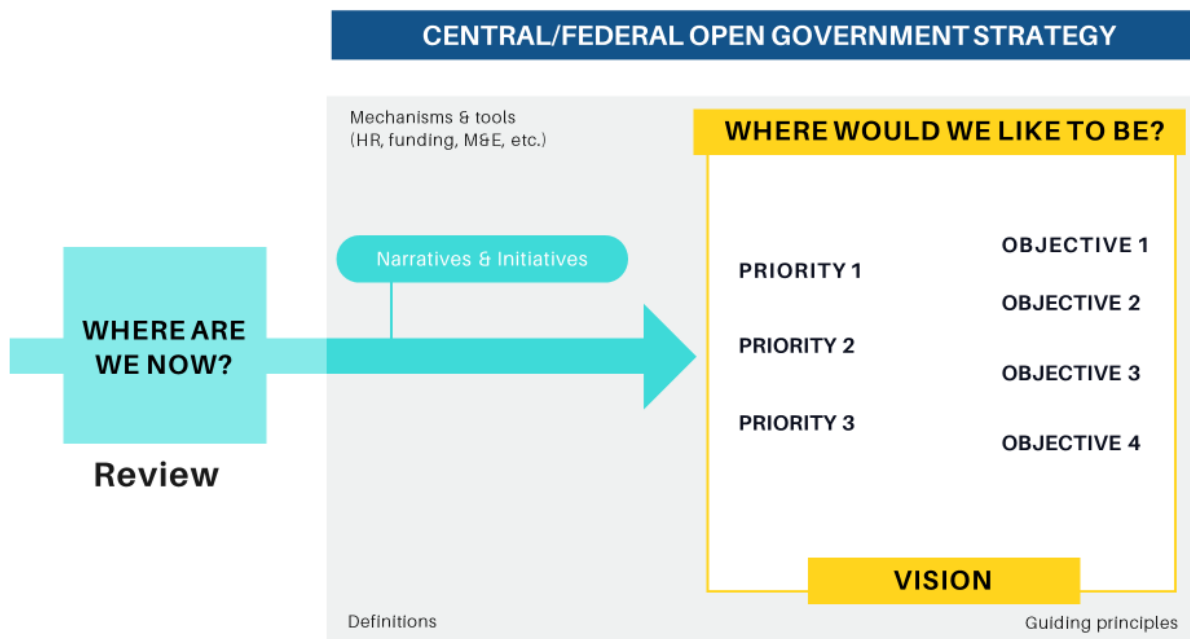 CENTRAL/FEDERAL OPEN GOVERNMENT STRATEGY
Mechanisms & tools
(HR, funding, M&E, etc.)
WHERE WOULD WE LIKE TO BE?
Narratives & Initiatives
WHERE ARE
WE NOW?
Review
PRIORITY 1
PRIORITY 2
PRIORITY 3
OBJECTIVE 1
OBJECTIVE 2
OBJECTIVE 3
OBJECTIVE 4
VISION
Definitions
Guiding principles